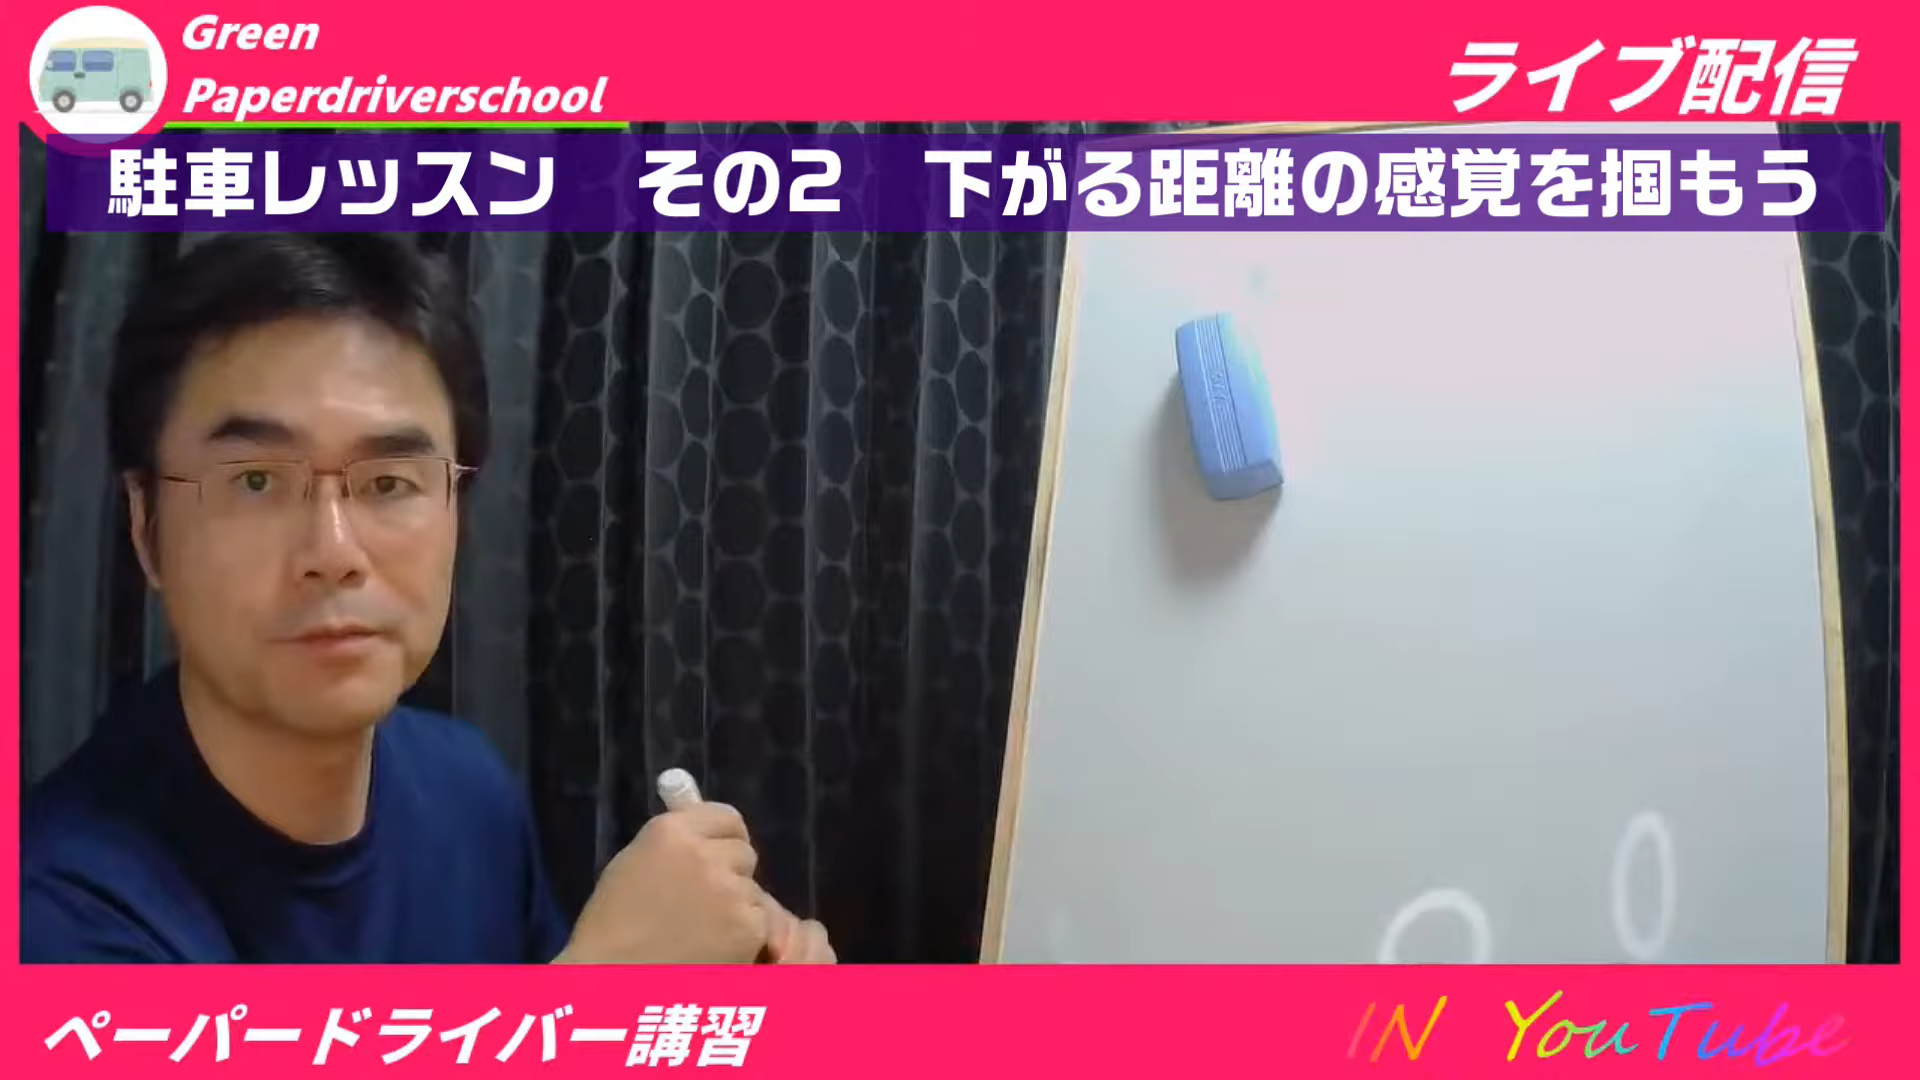 Green
Paperdriverschool
ライブ配信
駐車レッスン　その2　下がる距離の感覚を掴もう
ペーパードライバー講習
IN YouTube